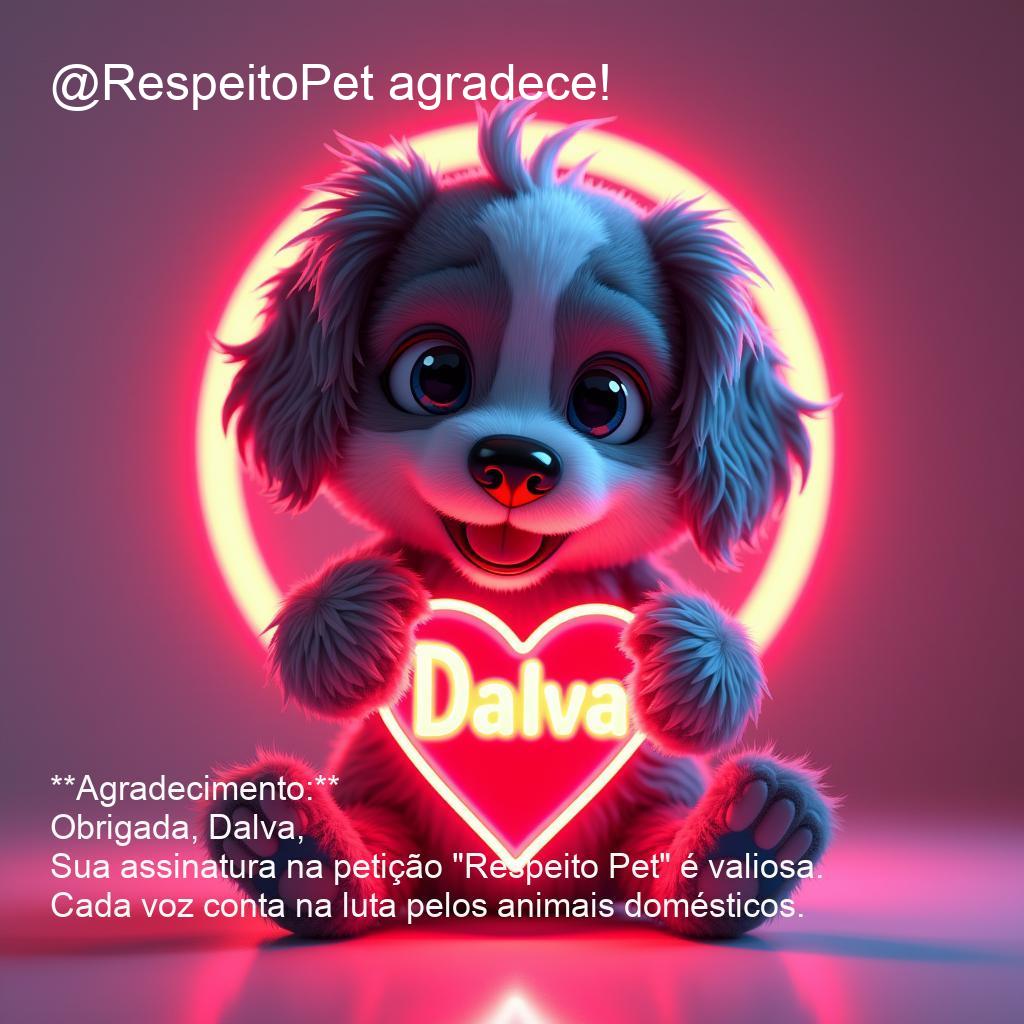 @RespeitoPet agradece!
Dalva
**Agradecimento:**
Obrigada, Dalva,
Sua assinatura na petição "Respeito Pet" é valiosa.
Cada voz conta na luta pelos animais domésticos.